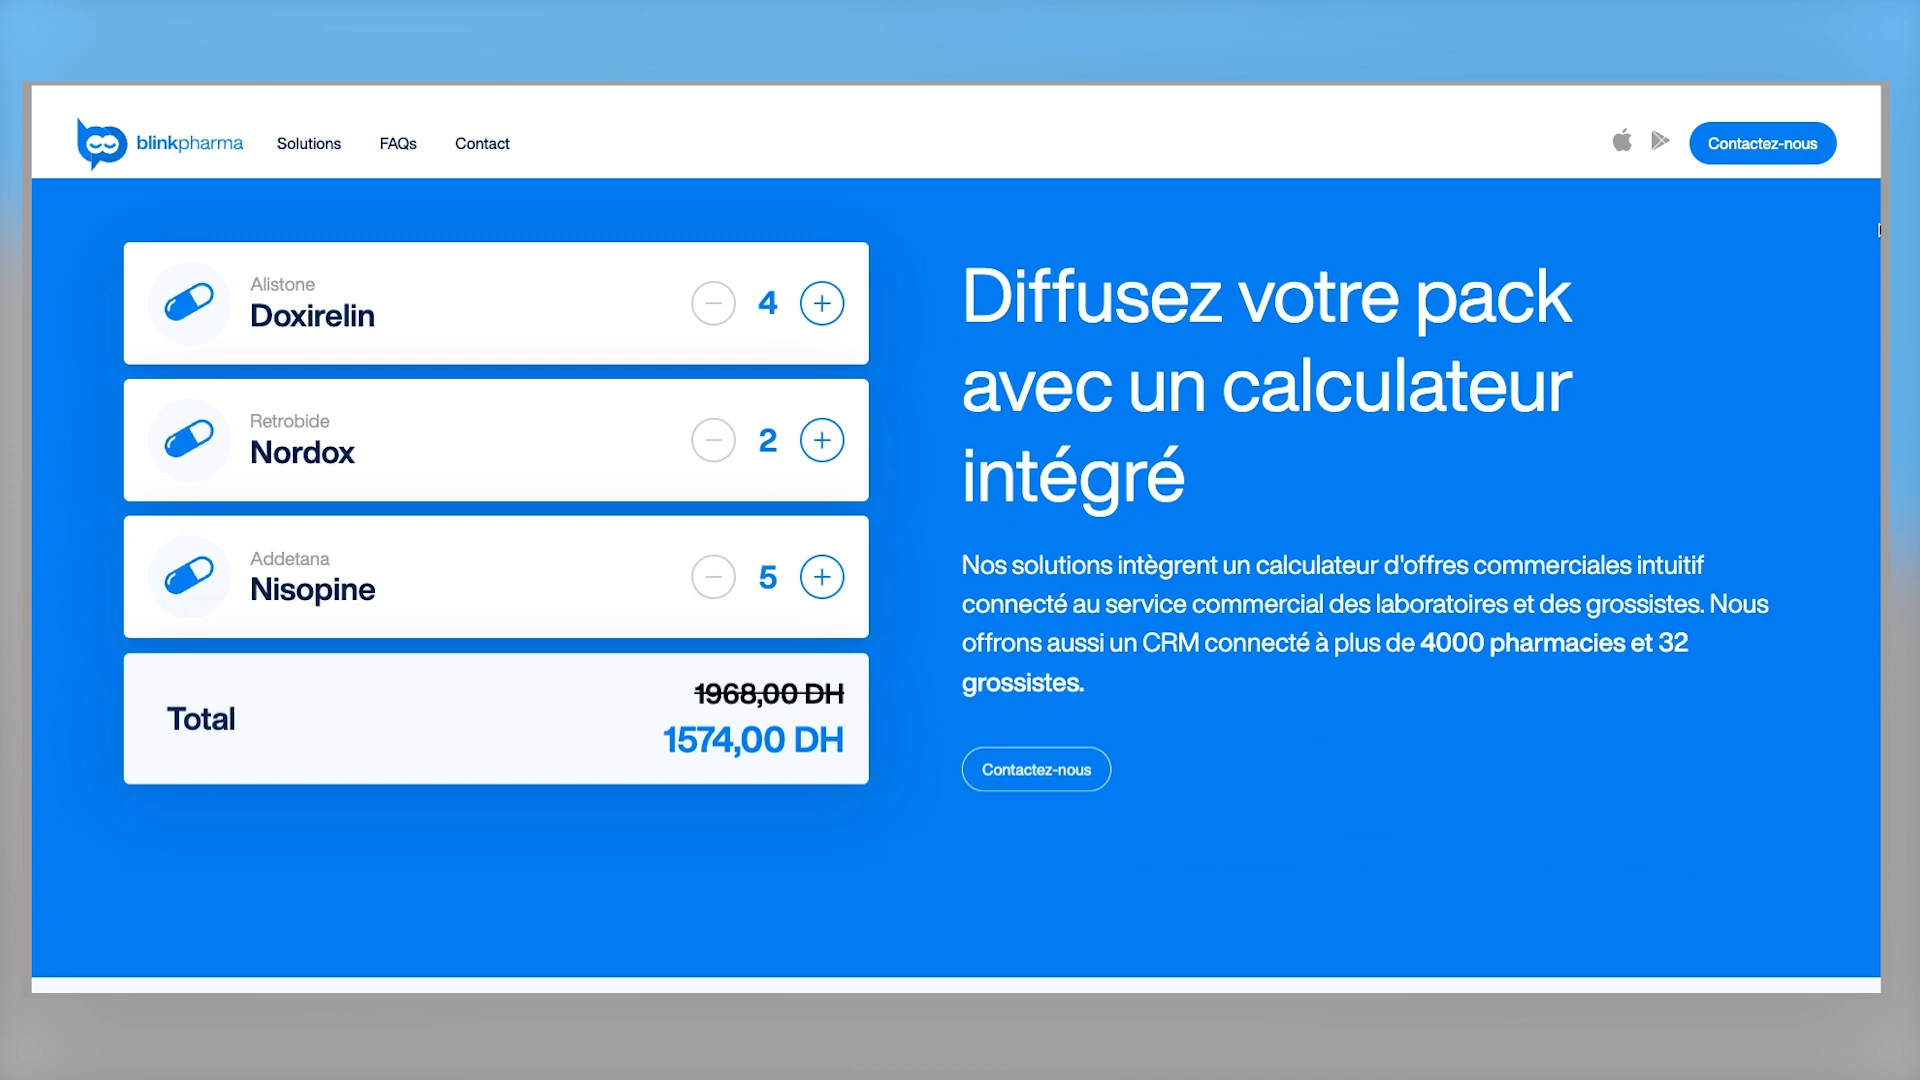 blinkpharma
Solutions
FAQs
Contact
Contactez-nous
Alistone
Doxirelin
4
Retrobide
Nordox
2
Addetana
Nisopine
5
Total
1968,00 DH
1574,00 DH
Diffusez votre pack
avec un calculateur
intégré
Nos solutions intègrent un calculateur d'offres commerciales intuitif
connecté au service commercial des laboratoires et des grossistes. Nous
offrons aussi un CRM connecté à plus de 4000 pharmacies et 32
grossistes.
Contactez-nous